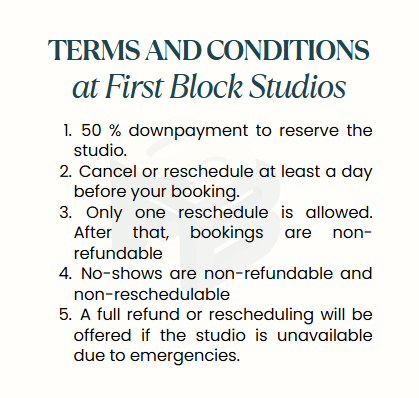 TERMS AND CONDITIONS
at First Block Studios
1. 50 % downpayment to reserve the
studio.
2. Cancel or reschedule at least a day
before your booking.
3. Only one reschedule is allowed.
After that, bookings are non-
refundable
4. No-shows are non-refundable and
non-reschedulable
5. A full refund or rescheduling will be
offered if the studio is unavailable
due to emergencies.